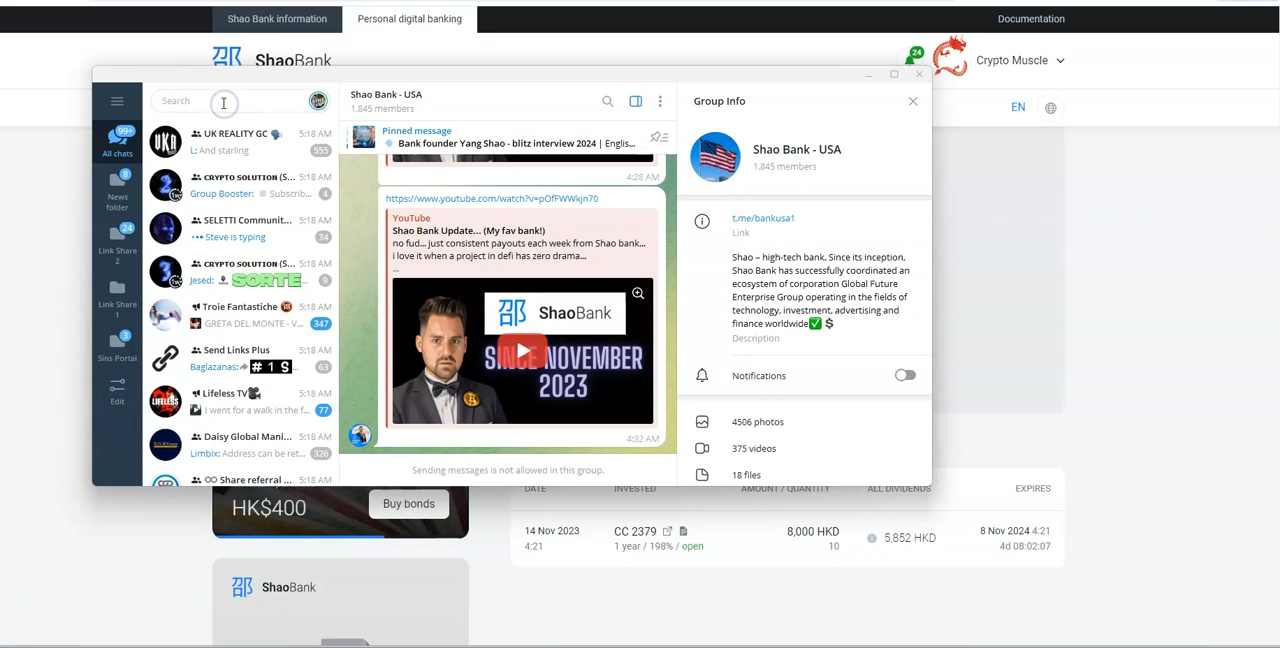 Shao Bank information
Personal digital banking
Documentation
邵 ShaoBank
24
Crypto Muscle
EN
Search
99+
All chats
8
News
folder
24
Link Share
2
Link Share
1
3
Sins Portal
Edit
UK REALITY GC 🗣️ 5:18 AM
L: And starling 555
CRYPTO SOLUTION (S... 5:18 AM
Group Booster: Subscrib... 4
SELETTI Communit... 5:18 AM
Steve is typing 34
CRYPTO SOLUTION (S... 5:18 AM
Jesed: SORTE... 9
Troie Fantastiche 🔞 5:18 AM
GRETA DEL MONTE - V... 347
Send Links Plus 5:18 AM
Baglazanas: #1 S... 63
Lifeless TV🎥 5:18 AM
I went for a walk in the f... 77
Daisy Global Mani... 5:18 AM
Limbix: Address can be ret... 326
Share referral ... 5:18 AM
Shao Bank - USA
1.845 members
Pinned message
Bank founder Yang Shao - blitz interview 2024 | Englis...
4:28 AM
https://www.youtube.com/watch?v=pOfFWWkjn70
YouTube
Shao Bank Update... (My fav bank!)
no fud... just consistent payouts each week from Shao bank...
i love it when a project in defi has zero drama...
...
邵 ShaoBank
SINCE NOVEMBER
2023
4:32 AM
Sending messages is not allowed in this group.
Group Info
Shao Bank - USA
1.845 members
t.me/bankusa1
Link
Shao – high-tech bank. Since its inception,
Shao Bank has successfully coordinated an
ecosystem of corporation Global Future
Enterprise Group operating in the fields of
technology, investment, advertising and
finance worldwide✅ 💲
Description
Notifications
4506 photos
375 videos
18 files
HK$400
Buy bonds
DATE INVESTED AMOUNT / QUANTITY ALL DIVIDENDS EXPIRES
14 Nov 2023 CC 2379 8,000 HKD 5,852 HKD 8 Nov 2024 4:21
4:21 1 year / 198% / open 10 4d 08:02:07
邵 ShaoBank